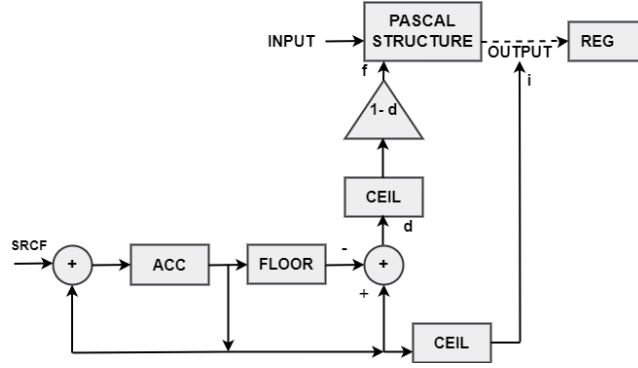 PASCAL
STRUCTURE
INPUT
OUTPUT
REG
f
i
1- d
CEIL
d
SRCF
+
ACC
FLOOR
-
+
+
CEIL